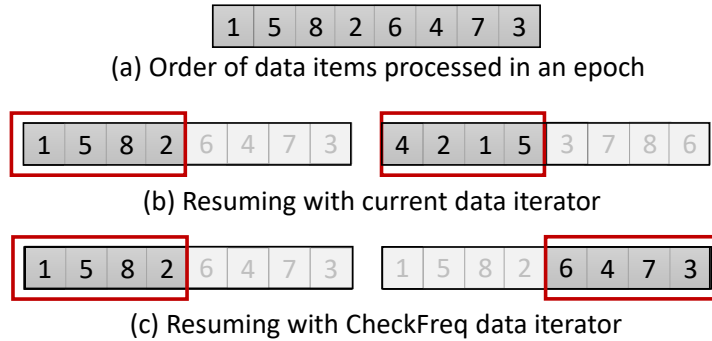 1 5 8 2 6 4 7 3
(a) Order of data items processed in an epoch
1 5 8 2 6 4 7 3 4 2 1 5 3 7 8 6
(b) Resuming with current data iterator
1 5 8 2 6 4 7 3 1 5 8 2 6 4 7 3
(c) Resuming with CheckFreq data iterator